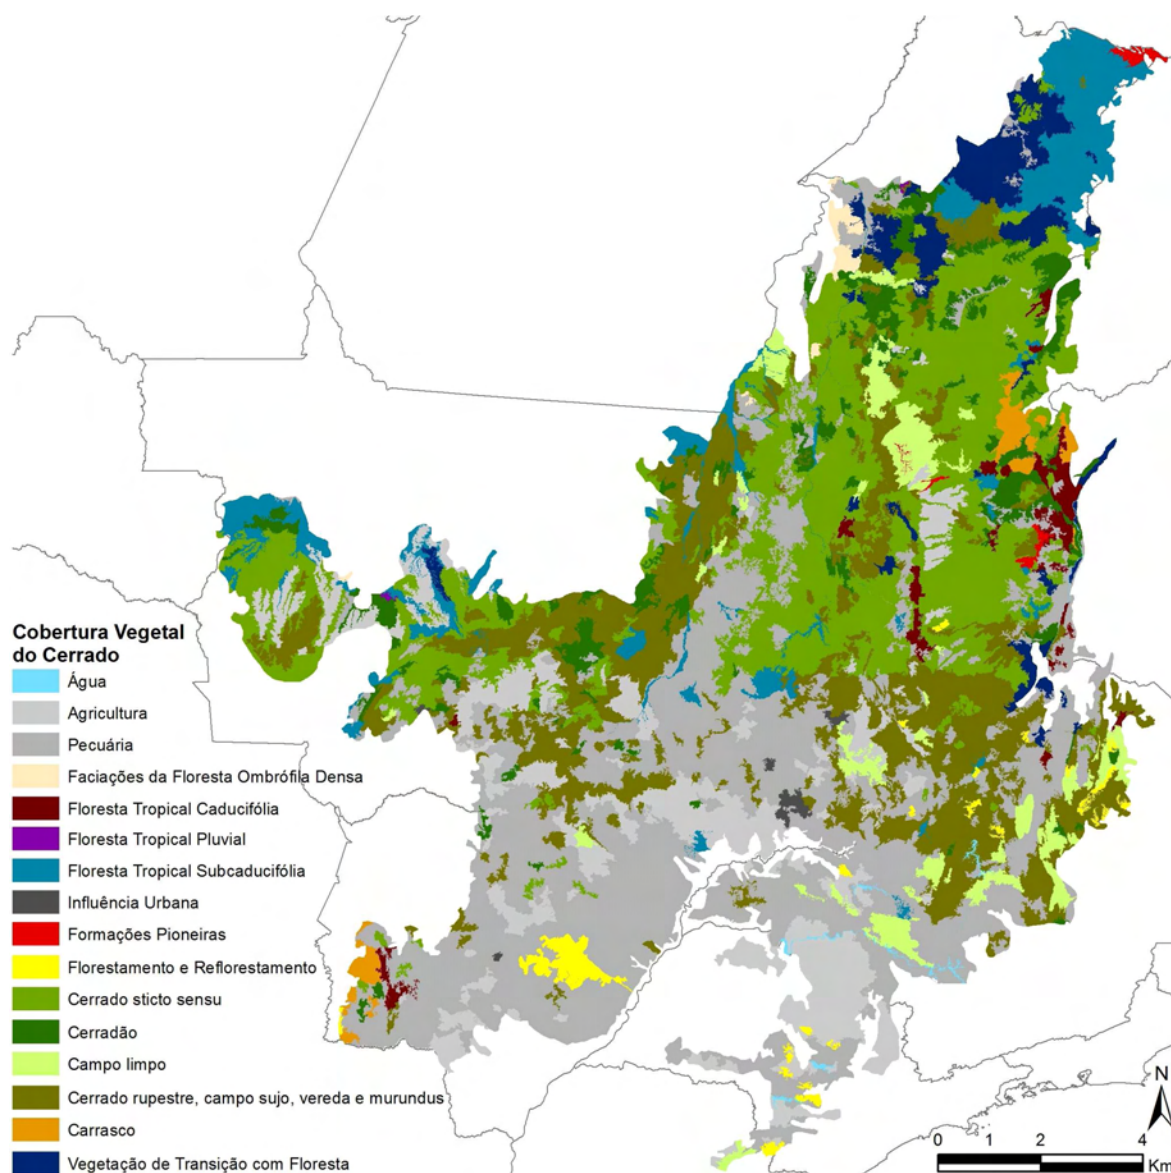 Cobertura Vegetal
do Cerrado
Água
Agricultura
Pecuária
Faciações da Floresta Ombrófila Densa
Floresta Tropical Caducifólia
Floresta Tropical Pluvial
Floresta Tropical Subcaducifólia
Influência Urbana
Formações Pioneiras
Florestamento e Reflorestamento
Cerrado sticto sensu
Cerradão
Campo limpo
Cerrado rupestre, campo sujo, vereda e murundus
Carrasco
Vegetação de Transição com Floresta
N
0 1 2 4
Km